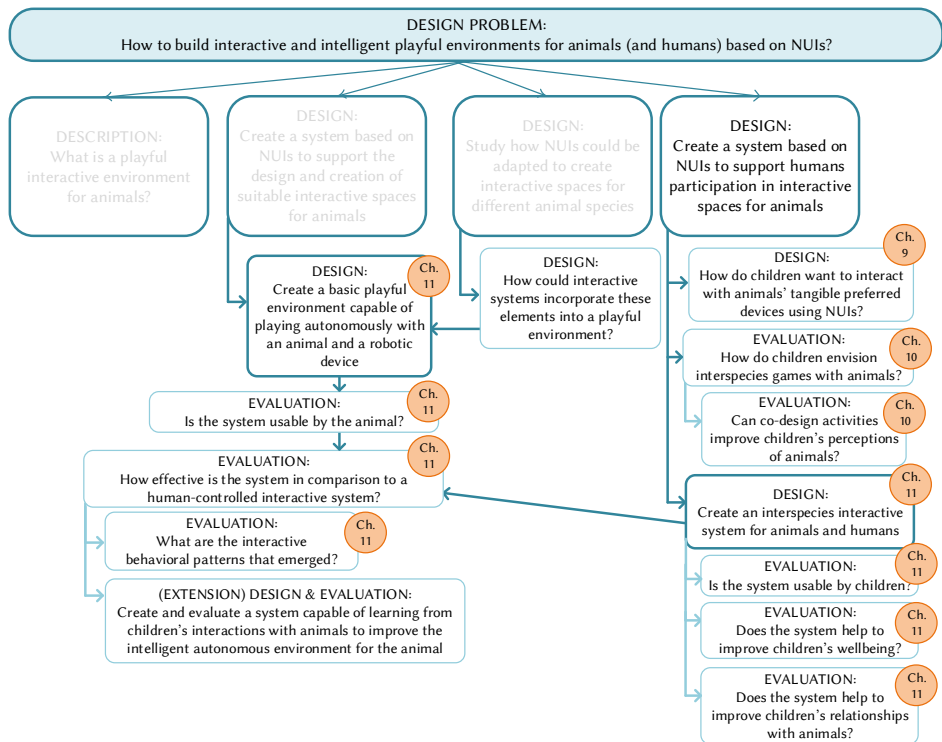 DESIGN PROBLEM:
How to build interactive and intelligent playful environments for animals (and humans) based on NUIs?
DESCRIPTION:
What is a playful
interactive environment
for animals?
DESIGN:
Create a system based on
NUIs to support the
design and creation of
suitable interactive spaces
for animals
DESIGN:
Study how NUIs could be
adapted to create
interactive spaces for
different animal species
DESIGN:
Create a system based on
NUIs to support humans
participation in interactive
spaces for animals
DESIGN:
Create a basic playful
environment capable of
playing autonomously with
an animal and a robotic
device
Ch.
11
DESIGN:
How could interactive
systems incorporate these
elements into a playful
environment?
DESIGN:
How do children want to interact
with animals’ tangible preferred
devices using NUIs?
Ch.
9
EVALUATION:
How do children envision
interspecies games with animals?
Ch.
10
EVALUATION:
Can co-design activities
improve children’s perceptions
of animals?
Ch.
10
EVALUATION:
Is the system usable by the animal?
Ch.
11
EVALUATION:
How effective is the system in comparison to a
human-controlled interactive system?
Ch.
11
EVALUATION:
What are the interactive
behavioral patterns that emerged?
Ch.
11
(EXTENSION) DESIGN & EVALUATION:
Create and evaluate a system capable of learning from
children’s interactions with animals to improve the
intelligent autonomous environment for the animal
DESIGN:
Create an interspecies interactive
system for animals and humans
Ch.
11
EVALUATION:
Is the system usable by children?
Ch.
11
EVALUATION:
Does the system help to
improve children’s wellbeing?
Ch.
11
EVALUATION:
Does the system help to
improve children’s relationships
with animals?
Ch.
11